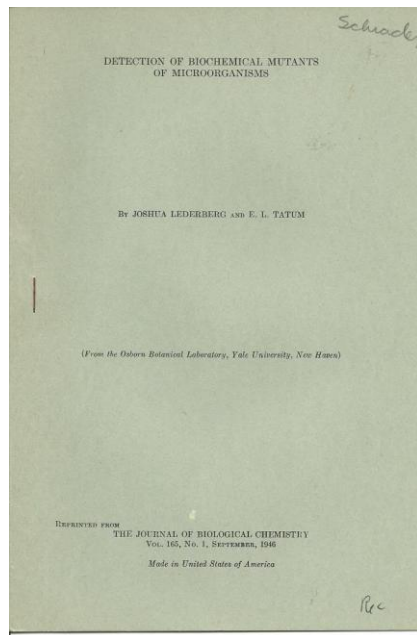 Schrader
DETECTION OF BIOCHEMICAL MUTANTS
OF MICROORGANISMS
BY JOSHUA LEDERBERG AND E. L. TATUM
(From the Osborn Botanical Laboratory, Yale University, New Haven)
REPRINTED FROM
THE JOURNAL OF BIOLOGICAL CHEMISTRY
VOL. 165, NO. 1, SEPTEMBER, 1946
Made in United States of America
Rec